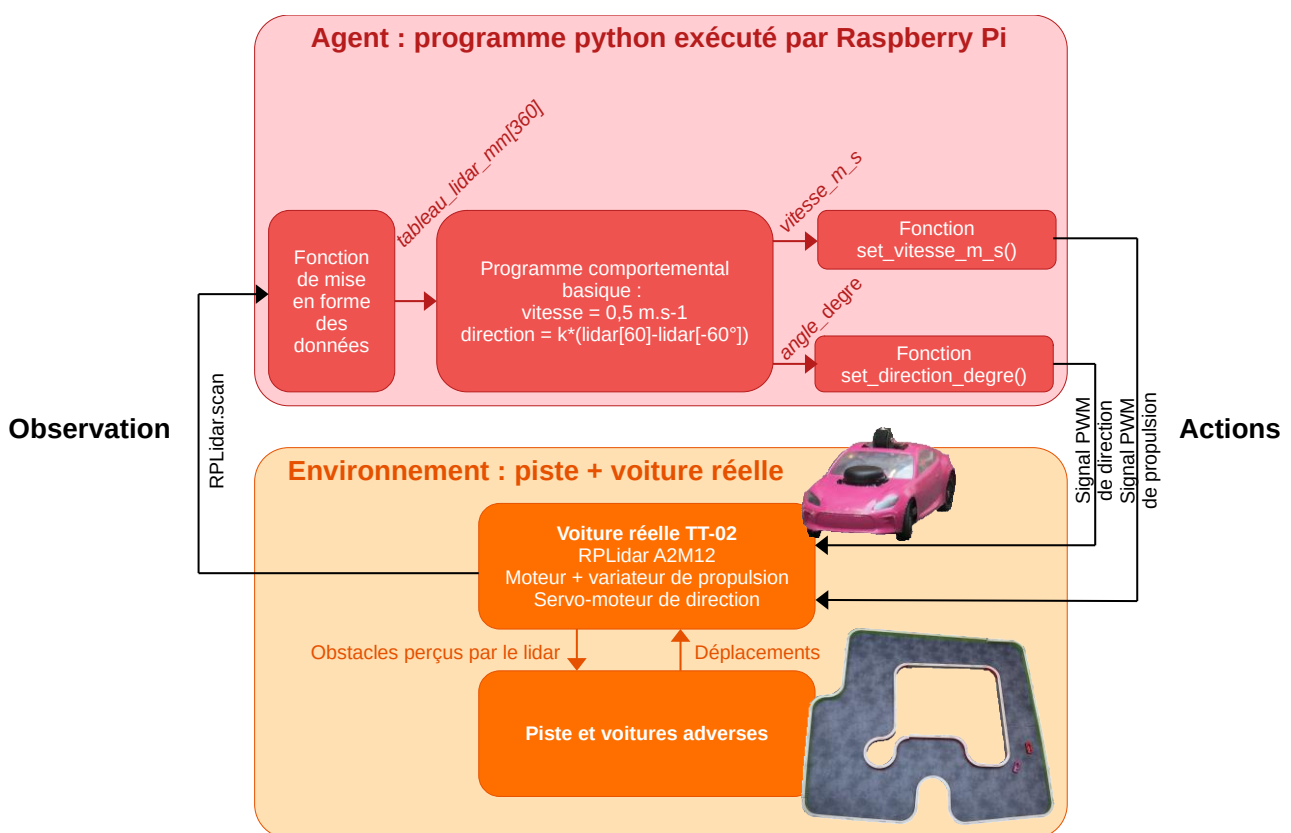 Agent : programme python exécuté par Raspberry Pi
tableau_lidar_mm[360]
vitesse_m_s
Fonction
de mise
en forme
des
données
Programme comportemental
basique :
vitesse = 0,5 m.s-1
direction = k*(lidar[60]-lidar[-60°])
Fonction
set_vitesse_m_s()
angle_degre
Fonction
set_direction_degre()
Observation
RPLidar.scan
Signal PWM
de direction
Signal PWM
de propulsion
Actions
Environnement : piste + voiture réelle
Voiture réelle TT-02
RPLidar A2M12
Moteur + variateur de propulsion
Servo-moteur de direction
Obstacles perçus par le lidar
Déplacements
Piste et voitures adverses